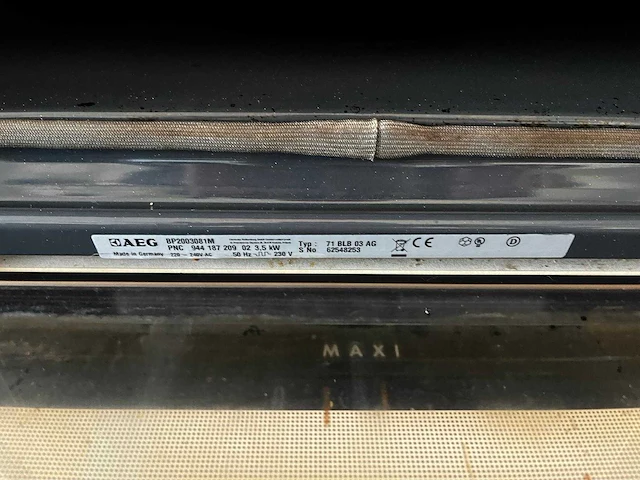 AEG
BP2003081M
PNC 944 187 209 02 3,5 kW
Made in Germany 220 - 240V AC 50 Hz 230 V
Typ : 71 BLB 03 AG
S No 62548253
CE
D
MAXI